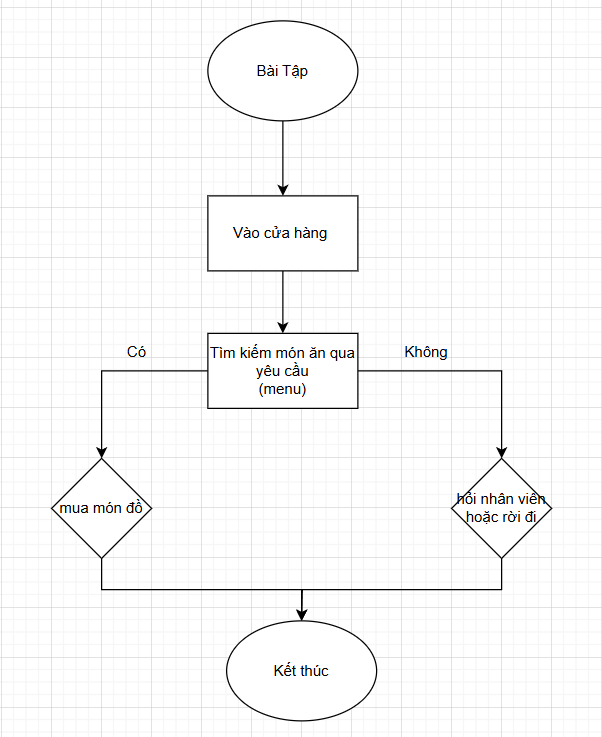 Bài Tập
Vào cửa hàng
Tìm kiếm món ăn qua
yêu cầu
(menu)
Có
Không
mua món đồ
hỏi nhân viên
hoặc rời đi
Kết thúc